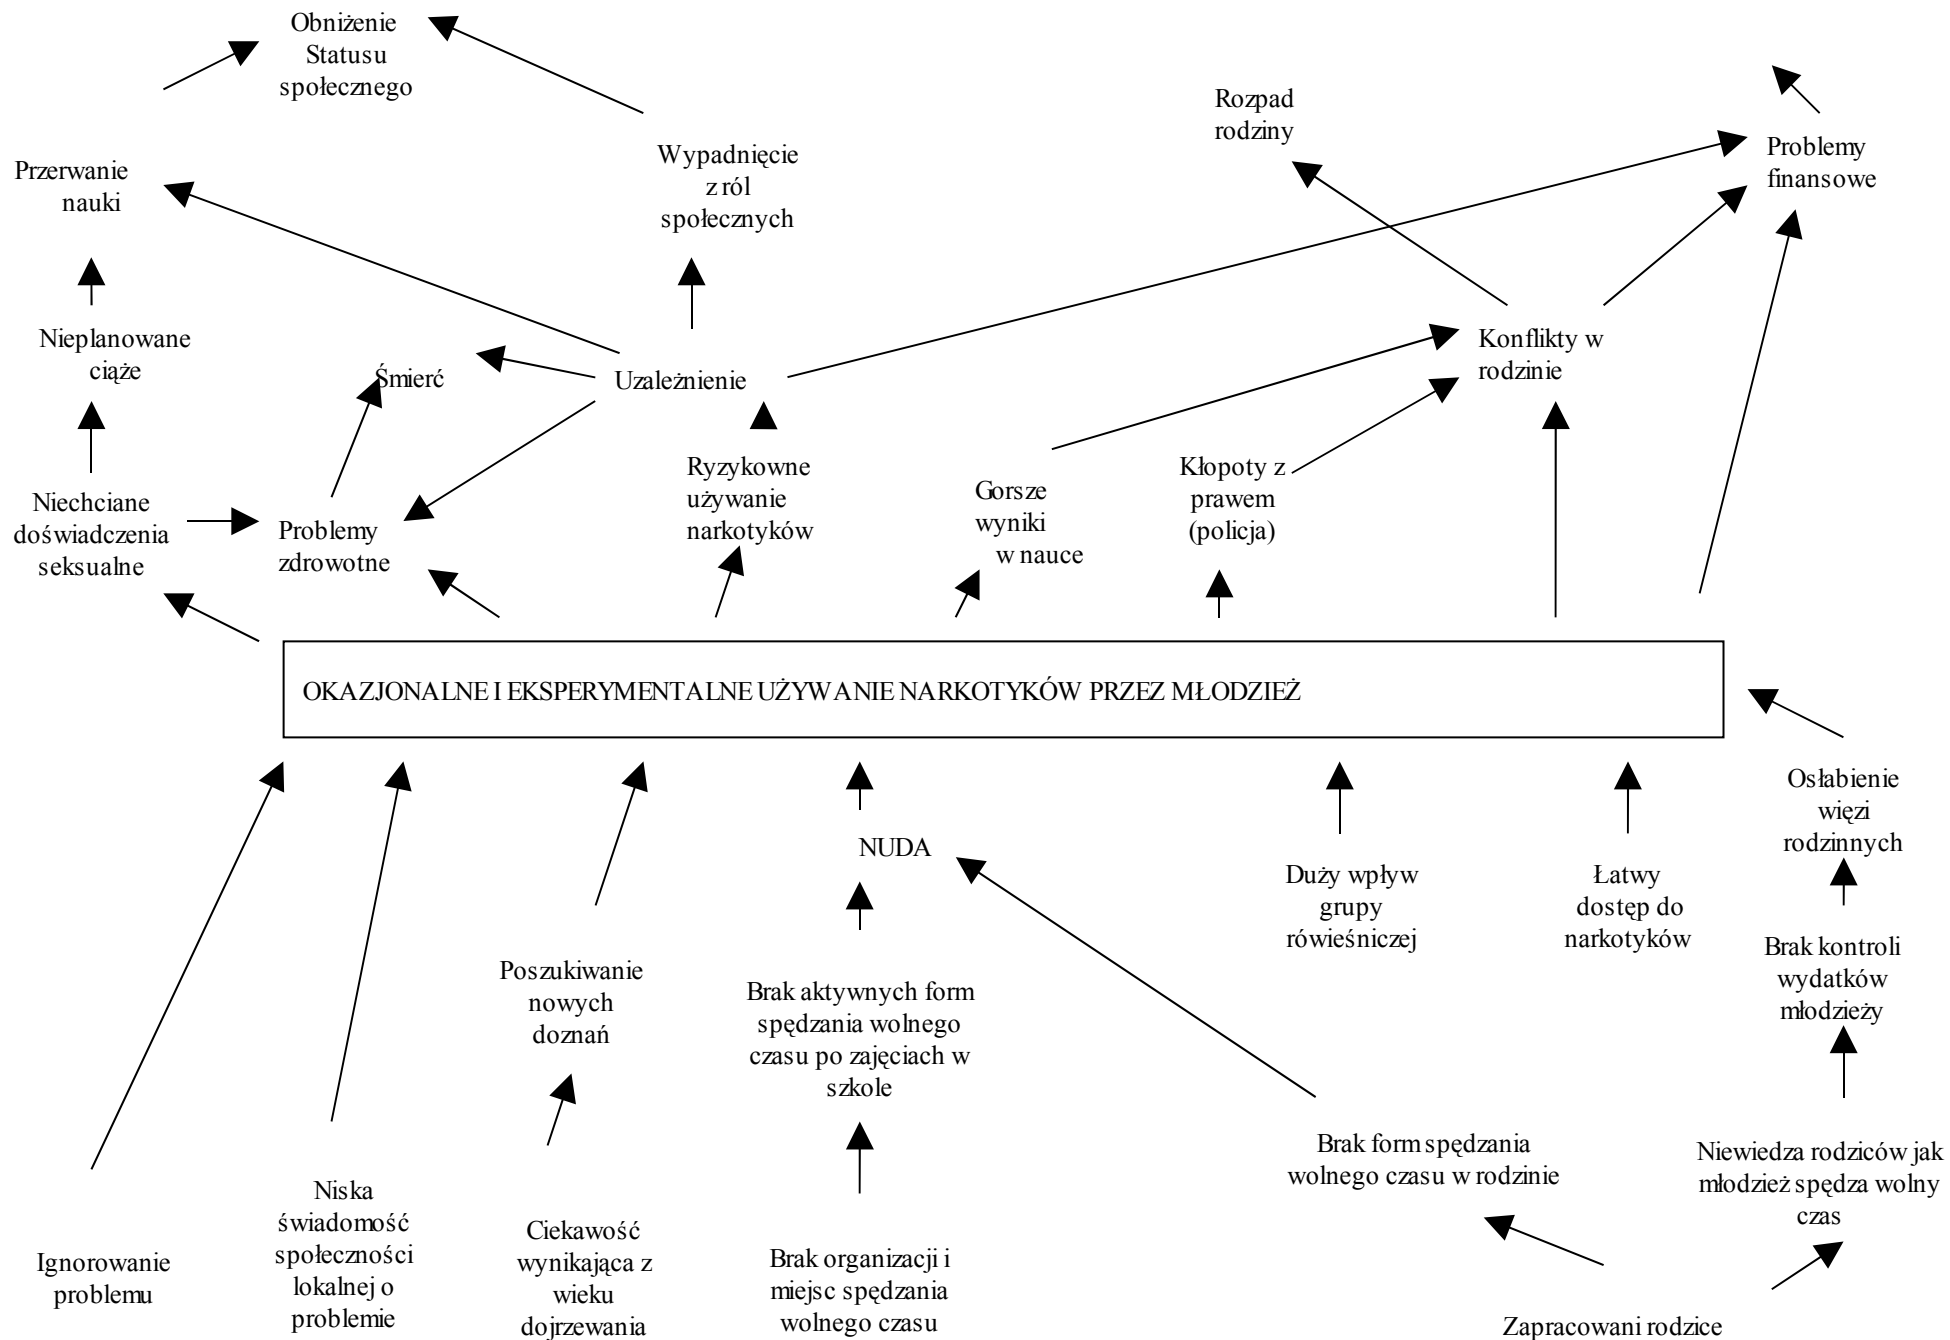 Obniżenie
Statusu
społecznego
Rozpad
rodziny
Problemy
finansowe
Wypadnięcie
z ról
społecznych
Przerwanie
nauki
Nieplanowane
ciąże
Śmierć
Uzależnienie
Konflikty w
rodzinie
Niechciane
doświadczenia
seksualne
Problemy
zdrowotne
Ryzykowne
używanie
narkotyków
Gorsze
wyniki
w nauce
Kłopoty z
prawem
(policja)
OKAZJONALNE I EKSPERYMENTALNE UŻYWANIE NARKOTYKÓW PRZEZ MŁODZIEŻ
Osłabienie
więzi
rodzinnych
NUDA
Duży wpływ
grupy
rówieśniczej
Łatwy
dostęp do
narkotyków
Brak kontroli
wydatków
młodzieży
Poszukiwanie
nowych
doznań
Brak aktywnych form
spędzania wolnego
czasu po zajęciach w
szkole
Brak form spędzania
wolnego czasu w rodzinie
Niewiedza rodziców jak
młodzież spędza wolny
czas
Ignorowanie
problemu
Niska
świadomość
społeczności
lokalnej o
problemie
Ciekawość
wynikająca z
wieku
dojrzewania
Brak organizacji i
miejsc spędzania
wolnego czasu
Zapracowani rodzice